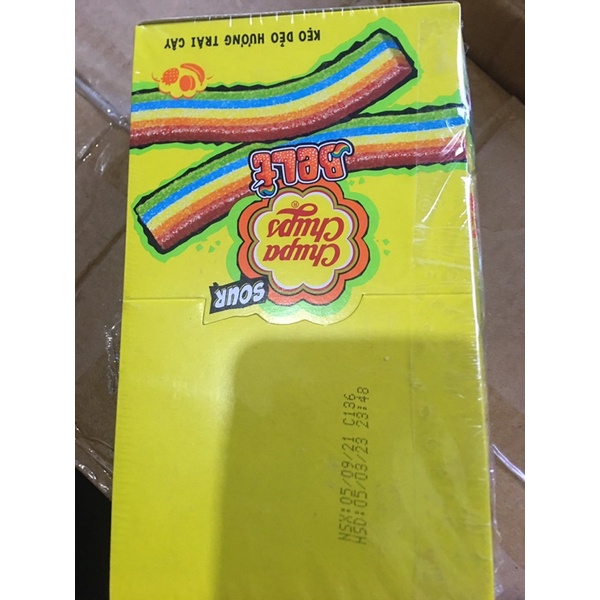 NSX:05/09/21 C136
HSD:05/03/23 23:48
SOUR
Chupa
Chups
®
BELT
KẸO DẺO HƯƠNG TRÁI CÂY